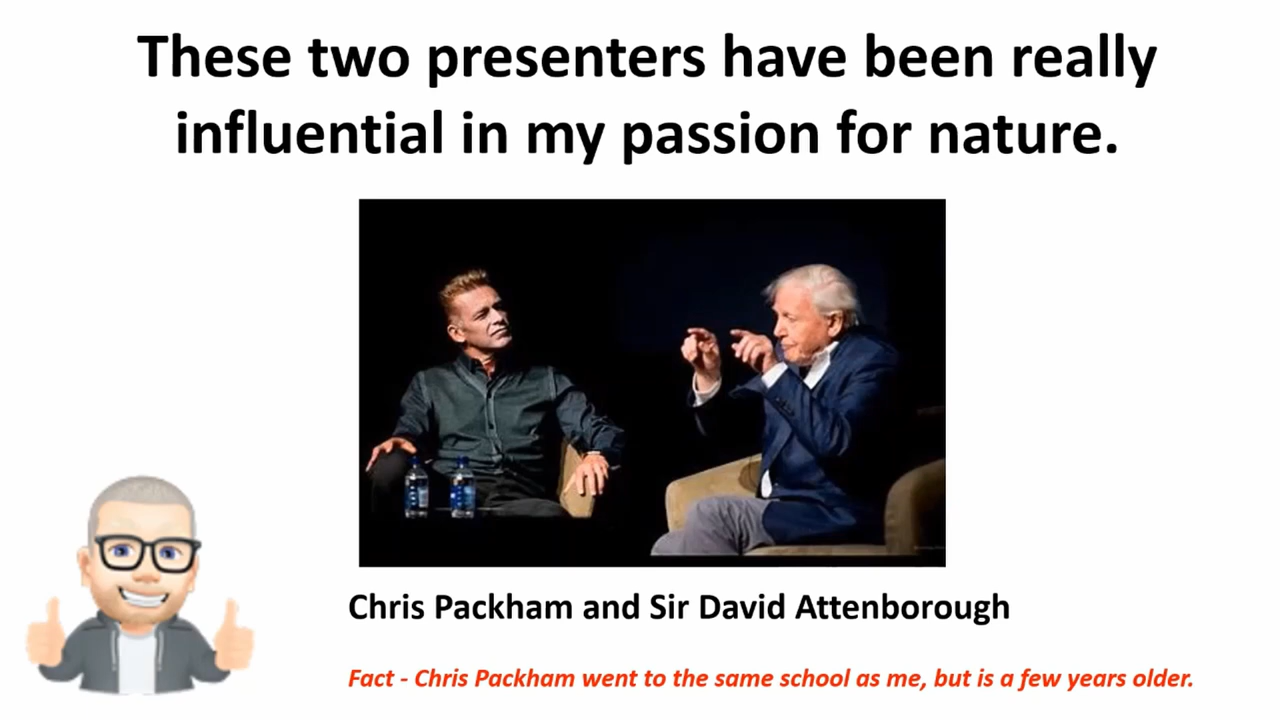 These two presenters have been really
influential in my passion for nature.
Chris Packham and Sir David Attenborough
Fact - Chris Packham went to the same school as me, but is a few years older.